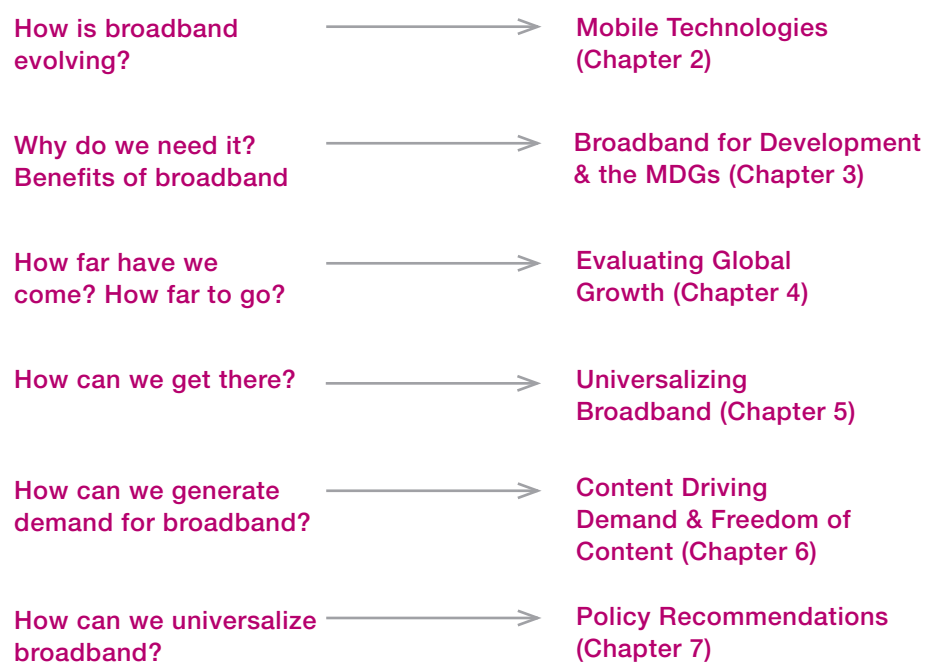 How is broadband
evolving?
Mobile Technologies
(Chapter 2)
Why do we need it?
Benefits of broadband
Broadband for Development
& the MDGs (Chapter 3)
How far have we
come? How far to go?
Evaluating Global
Growth (Chapter 4)
How can we get there?
Universalizing
Broadband (Chapter 5)
How can we generate
demand for broadband?
Content Driving
Demand & Freedom of
Content (Chapter 6)
How can we universalize
broadband?
Policy Recommendations
(Chapter 7)